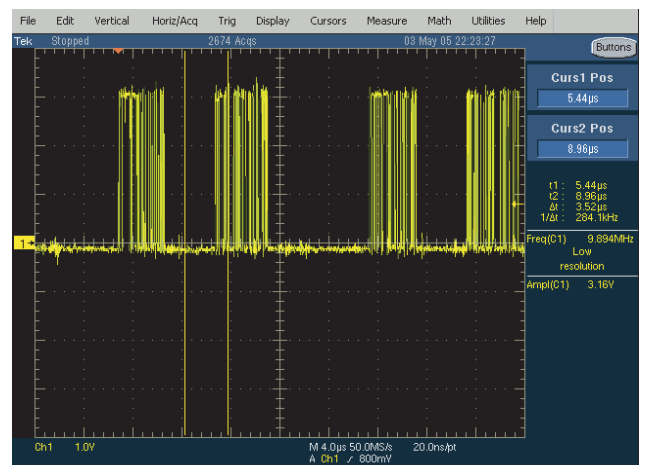 File Edit Vertical Horiz/Acq Trig Display Cursors Measure Math Utilities Help
Tek Stopped 2674 Acqs 03 May 05 22:23:27
Buttons
Curs1 Pos
5.44µs
Curs2 Pos
8.96µs
t1: 5.44µs
t2: 8.96µs
Δt: 3.52µs
1/Δt: 284.1kHz
1
Freq(C1) 9.894MHz
Low
resolution
Ampl(C1) 3.16V
Ch1 1.0V M 4.0µs 50.0MS/s 20.0ns/pt
A Ch1 ∕ 800mV